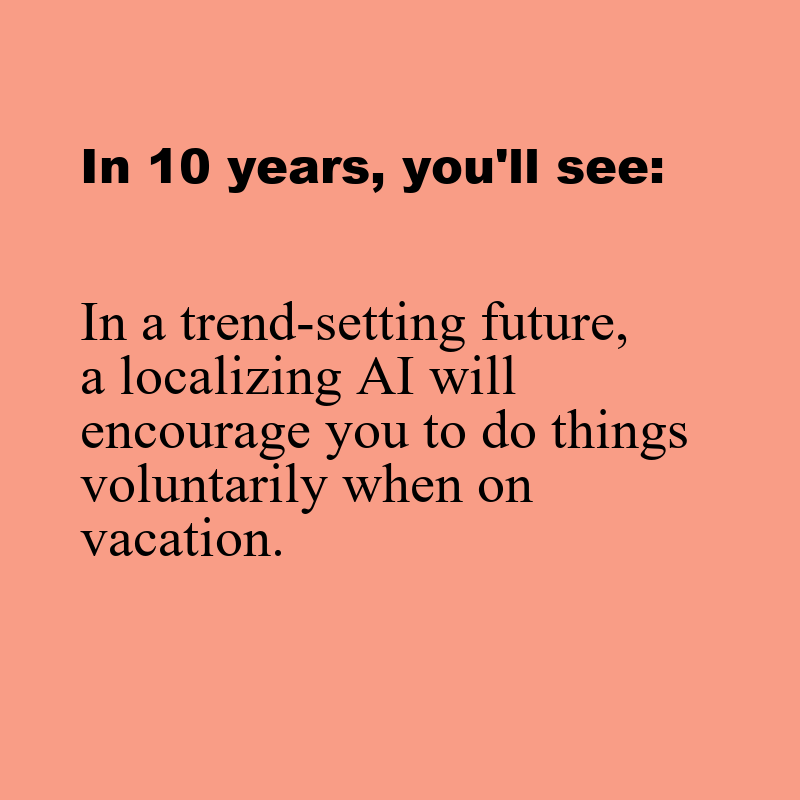 In 10 years, you'll see:
In a trend-setting future,
a localizing AI will
encourage you to do things
voluntarily when on
vacation.